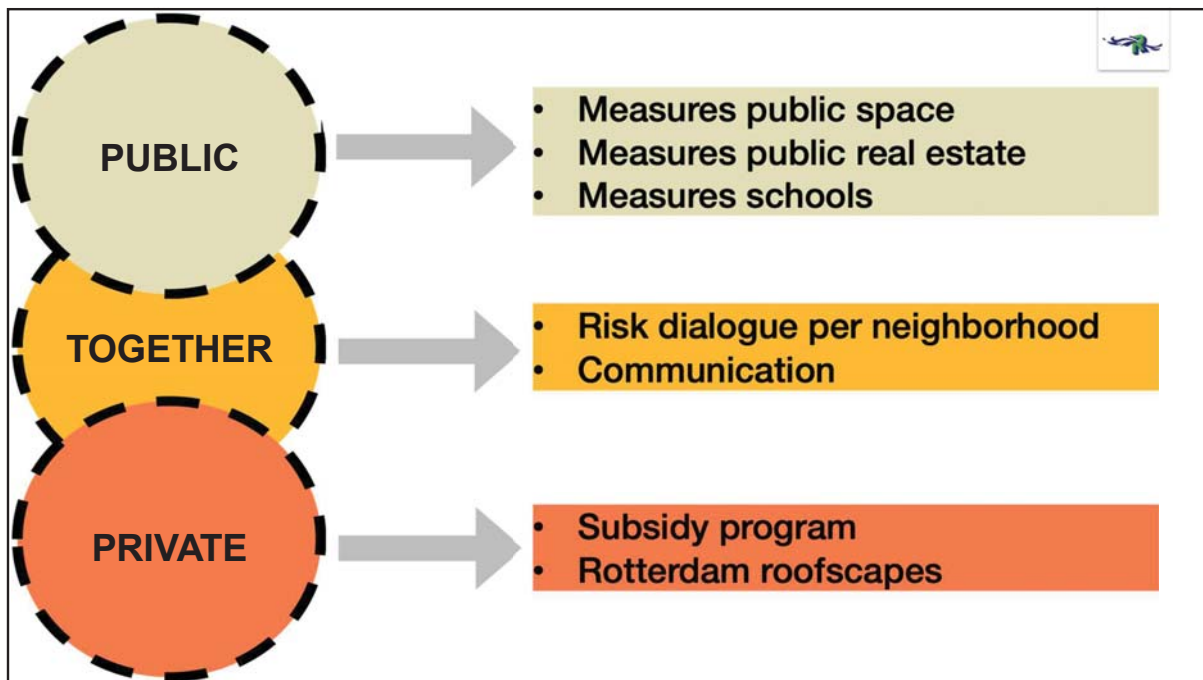 PUBLIC
• Measures public space
• Measures public real estate
• Measures schools
TOGETHER
• Risk dialogue per neighborhood
• Communication
PRIVATE
• Subsidy program
• Rotterdam roofscapes